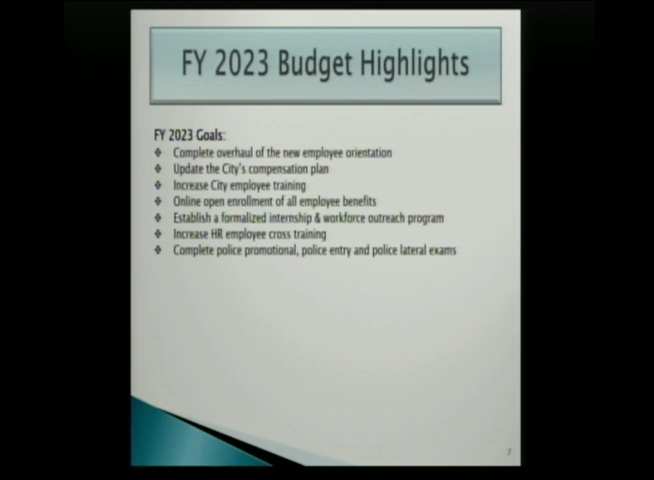 FY 2023 Budget Highlights
FY 2023 Goals:
❖ Complete overhaul of the new employee orientation
❖ Update the City's compensation plan
❖ Increase City employee training
❖ Online open enrollment of all employee benefits
❖ Establish a formalized internship & workforce outreach program
❖ Increase HR employee cross training
❖ Complete police promotional, police entry and police lateral exams
7